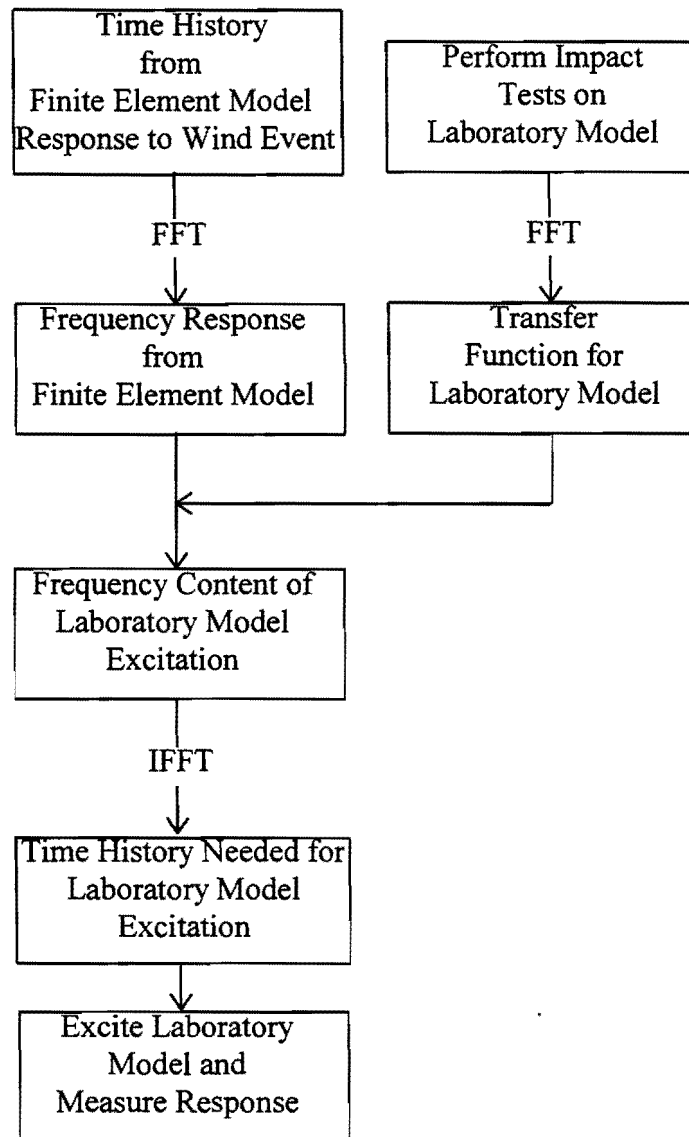 Time History
from
Finite Element Model
Response to Wind Event
Perform Impact
Tests on
Laboratory Model
FFT
FFT
Frequency Response
from
Finite Element Model
Transfer
Function for
Laboratory Model
Frequency Content of
Laboratory Model
Excitation
IFFT
Time History Needed for
Laboratory Model
Excitation
Excite Laboratory
Model and
Measure Response